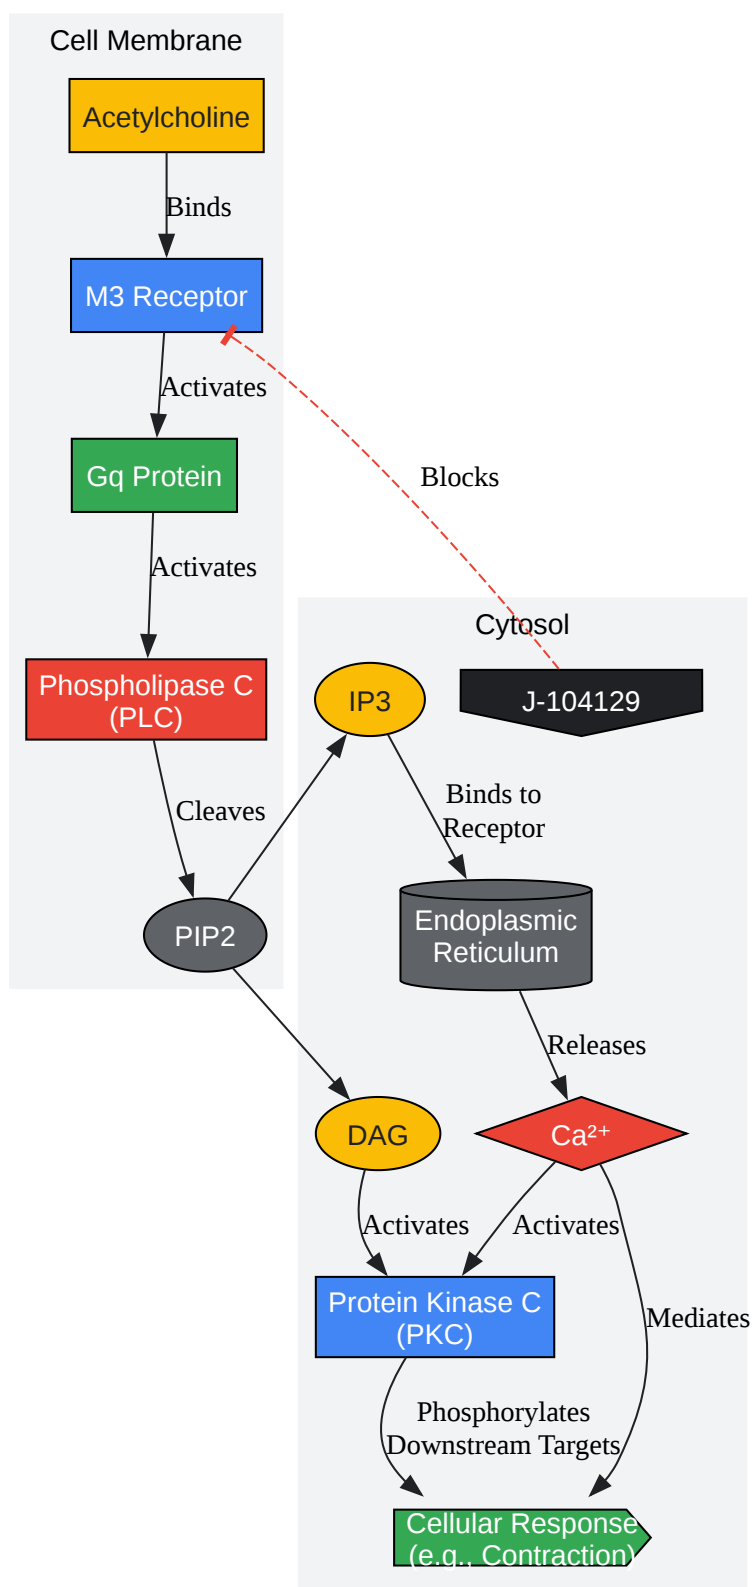 Cell Membrane
Acetylcholine
Binds
M3 Receptor
Activates
Gq Protein
Blocks
Activates
Cytosol
Phospholipase C
(PLC)
IP3
J-104129
Cleaves
Binds to
Receptor
PIP2
Endoplasmic
Reticulum
Releases
DAG
Ca²⁺
Activates
Activates
Protein Kinase C
(PKC)
Mediates
Phosphorylates
Downstream Targets
Cellular Response
(e.g., Contraction)